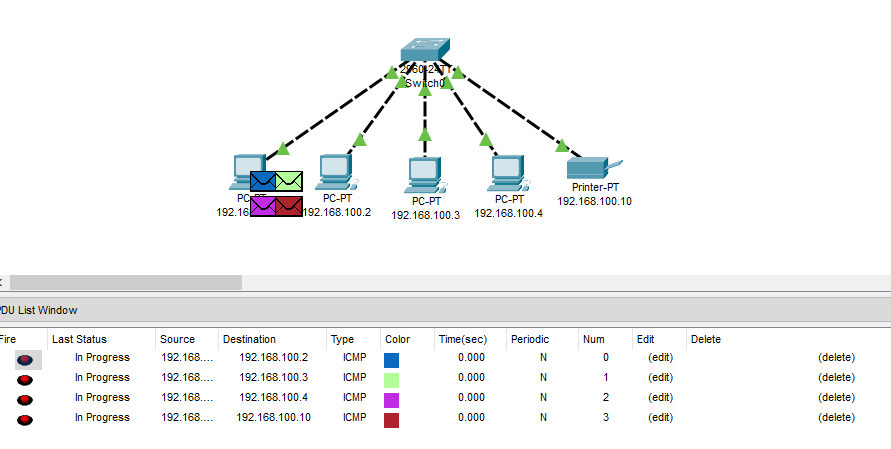 2960-24TT
Switch0
PC-PT
192.168.100.2
PC-PT
192.168.100.3
PC-PT
192.168.100.4
Printer-PT
192.168.100.10
PDU List Window
Fire Last Status Source Destination Type Color Time(sec) Periodic Num Edit Delete
In Progress 192.168.... 192.168.100.2 ICMP 0.000 N 0 (edit) (delete)
In Progress 192.168.... 192.168.100.3 ICMP 0.000 N 1 (edit) (delete)
In Progress 192.168.... 192.168.100.4 ICMP 0.000 N 2 (edit) (delete)
In Progress 192.168.... 192.168.100.10 ICMP 0.000 N 3 (edit) (delete)